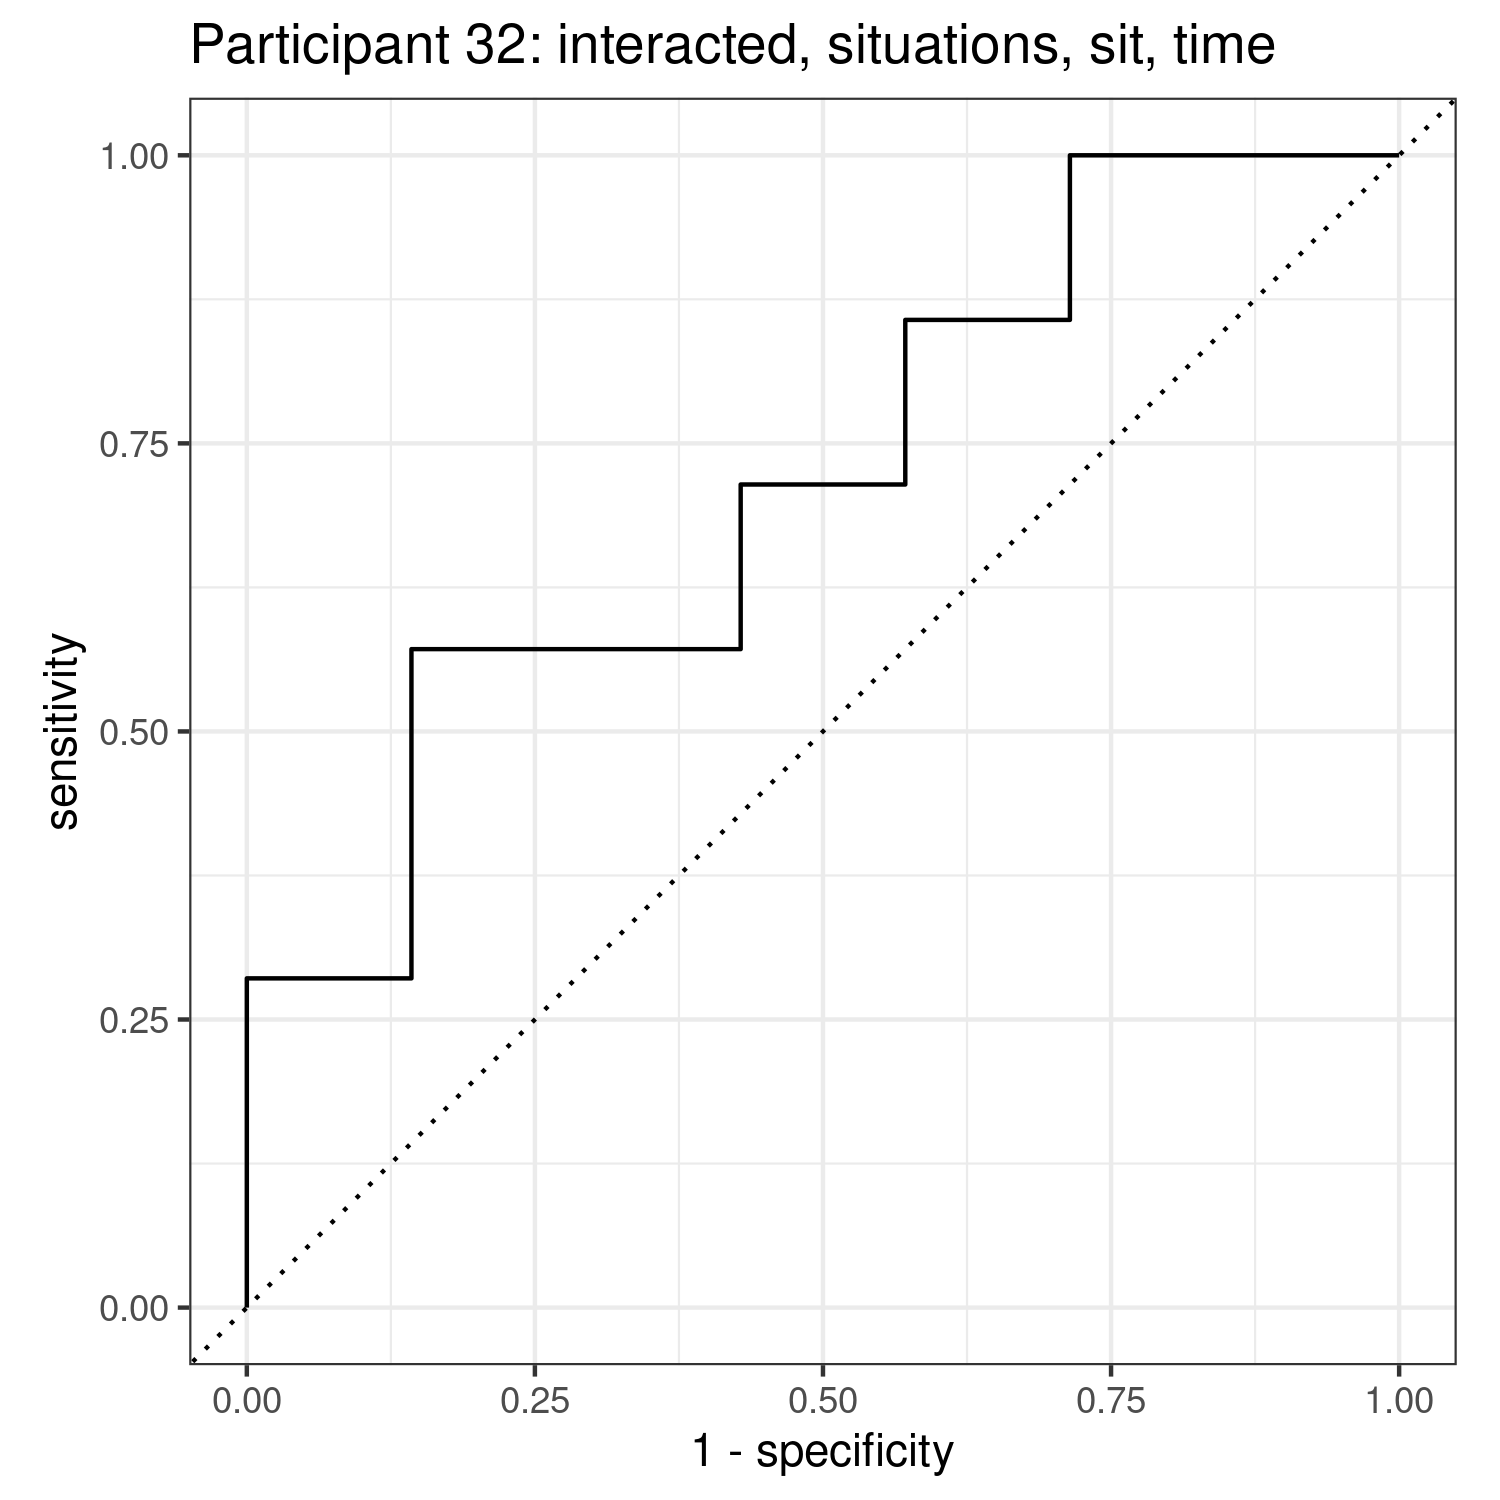 Participant 32: interacted, situations, sit, time
1.00
0.75
0.50
0.25
0.00
sensitivity
0.00 0.25 0.50 0.75 1.00
1 - specificity